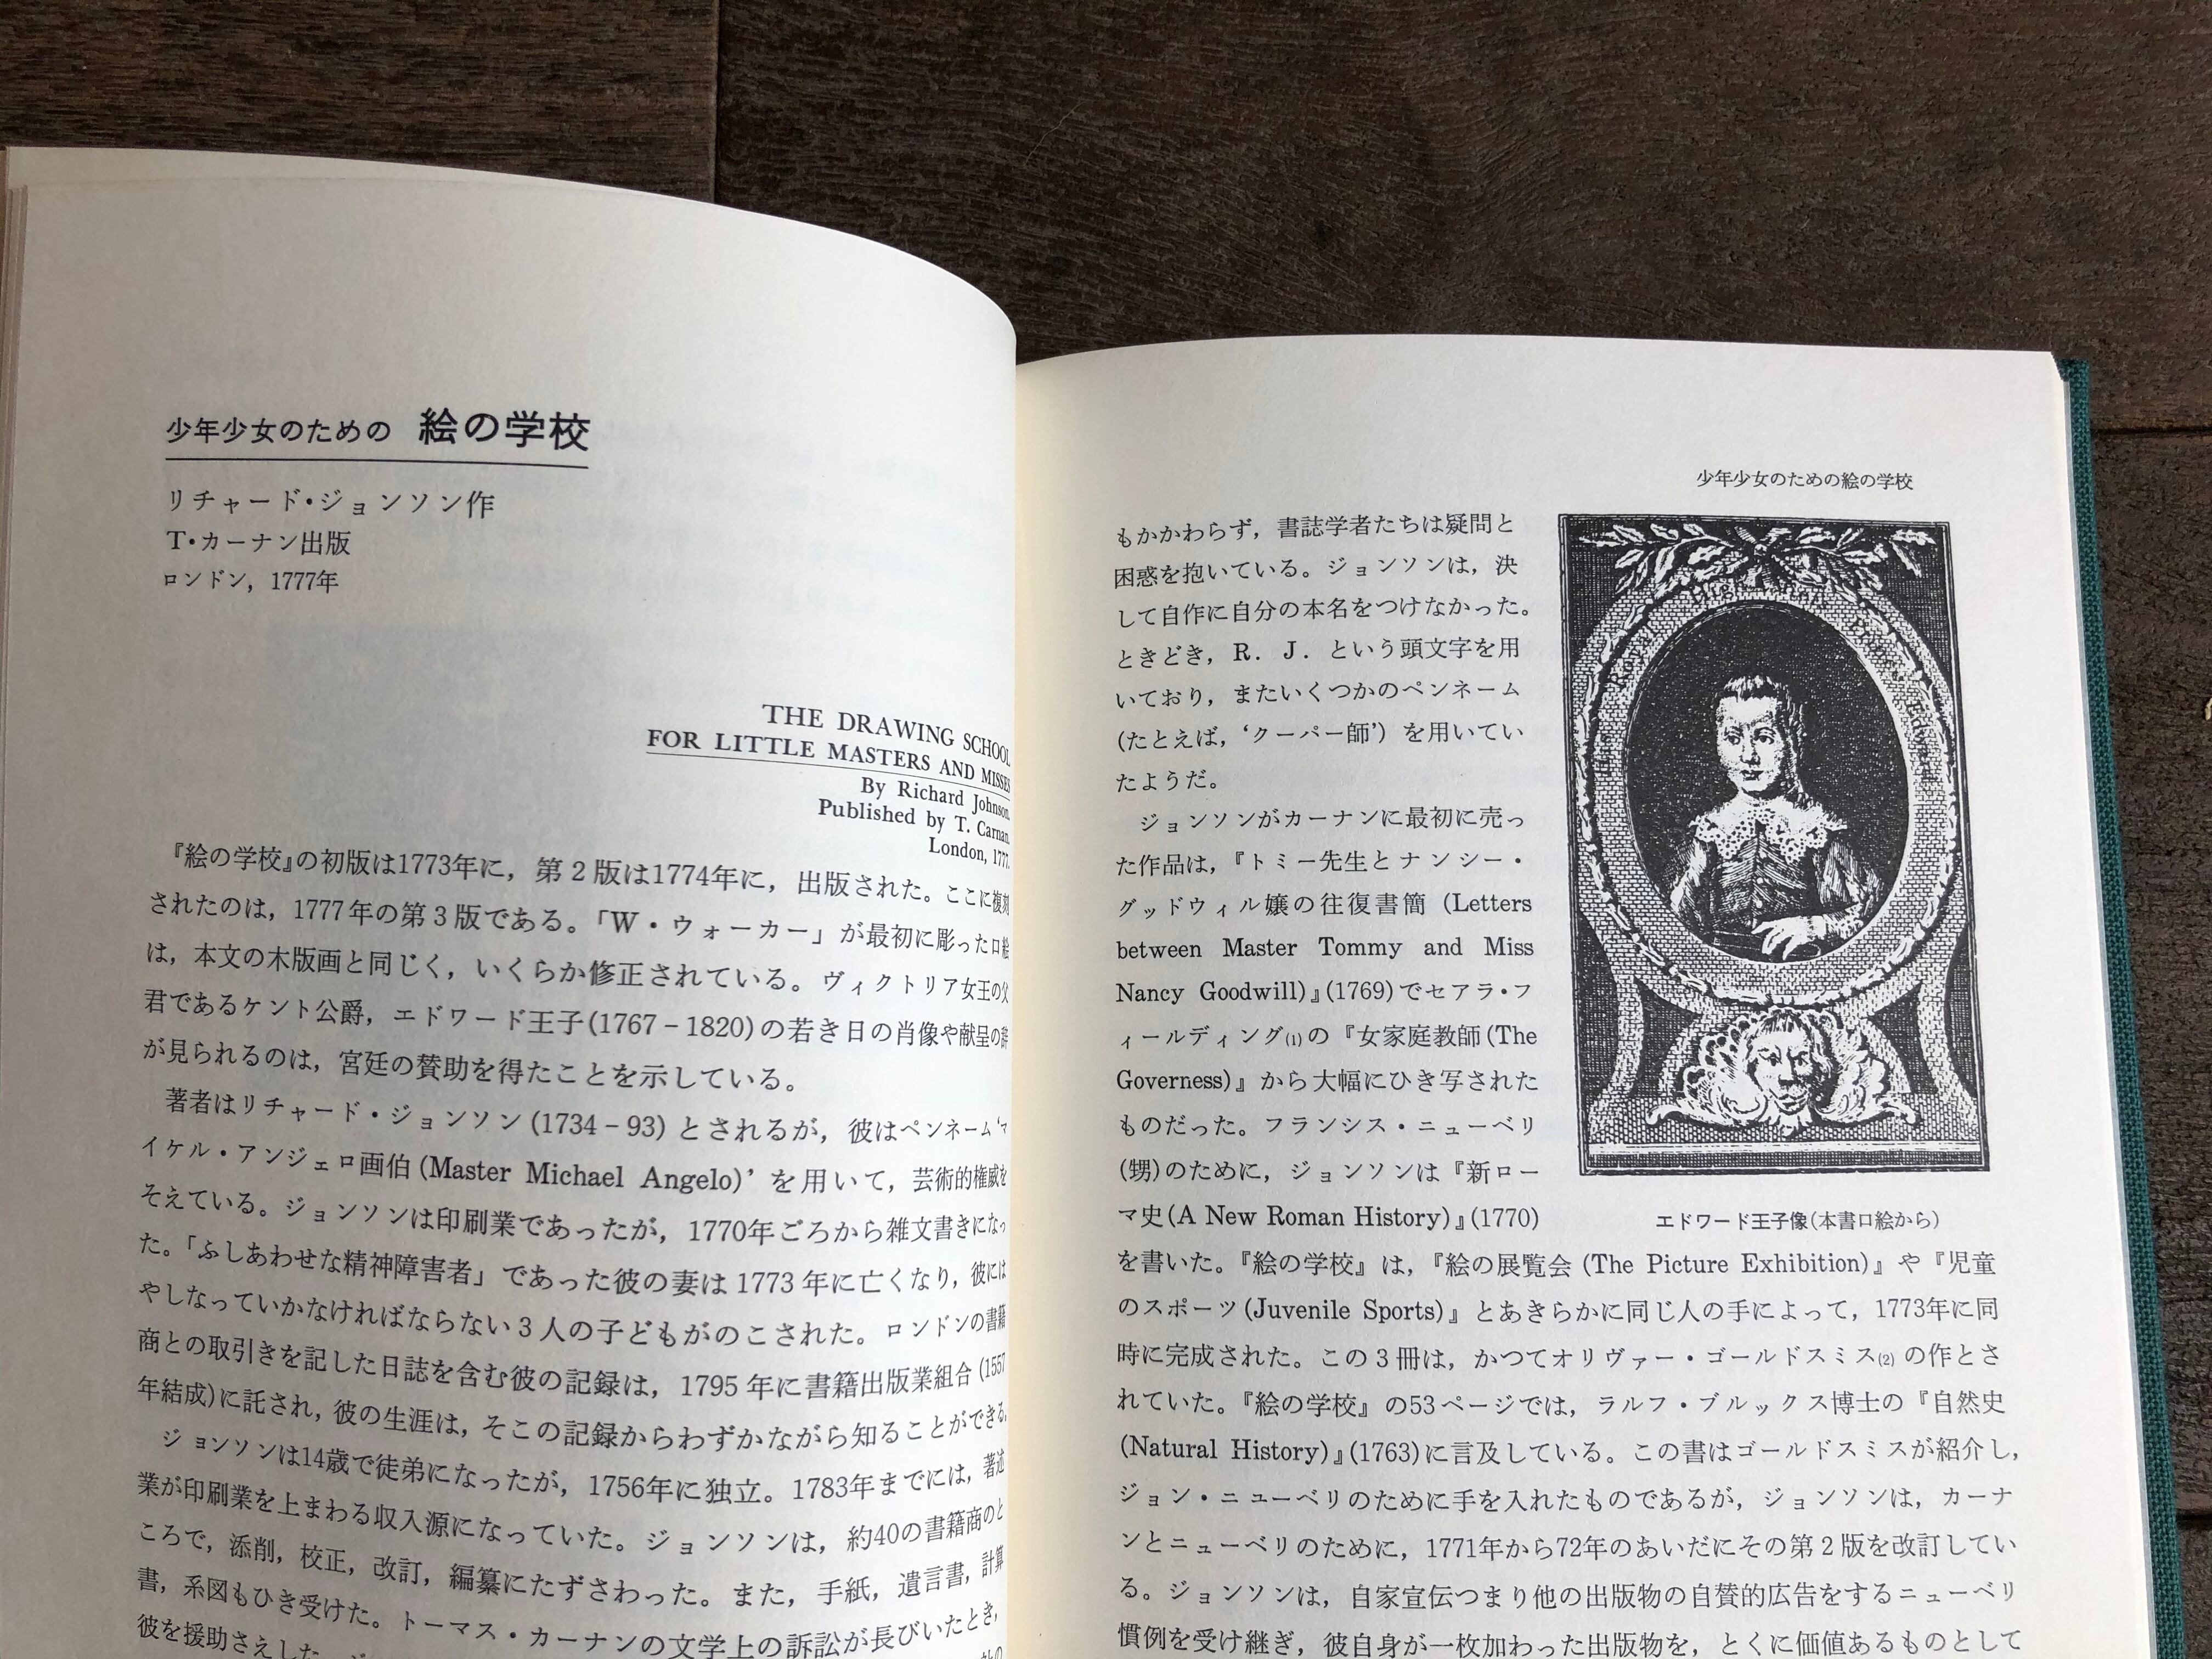 少年少女のための 絵の学校
リチャード・ジョンソン作
T・カーナン出版
ロンドン，1777年
THE DRAWING SCHOOL
FOR LITTLE MASTERS AND MISSES
By Richard Johnson.
Published by T. Carnan.
London, 1777.
『絵の学校』の初版は1773年に，第2版は1774年に，出版された。ここに複刻
されたのは，1777年の第3版である。「W・ウォーカー」が最初に彫った口絵
は，本文の木版画と同じく，いくらか修正されている。ヴィクトリア女王の父
君であるケント公爵，エドワード王子(1767－1820)の若き日の肖像や献呈の辞
が見られるのは，宮廷の賛助を得たことを示している。
著者はリチャード・ジョンソン(1734－93)とされるが，彼はペンネーム‘マ
イケル・アンジェロ画伯(Master Michael Angelo)’を用いて，芸術的権威を
そえている。ジョンソンは印刷業であったが，1770年ごろから雑文書きになっ
た。「ふしあわせな精神障害者」であった彼の妻は1773年に亡くなり，彼には
やしなっていかなければならない3人の子どもがのこされた。ロンドンの書籍
商との取引きを記した日誌を含む彼の記録は，1795年に書籍出版業組合(1557
年結成)に託され，彼の生涯は，そこの記録からわずかながら知ることができる。
ジョンソンは14歳で徒弟になったが，1756年に独立。1783年までには，著述
業が印刷業を上まわる収入源になっていた。ジョンソンは，約40の書籍商のと
ころで，添削，校正，改訂，編纂にたずさわった。また，手紙，遺言書，計算
書，系図もひき受けた。トーマス・カーナンの文学上の訴訟が長びいたとき，
彼を援助さえした
少年少女のための絵の学校
もかかわらず，書誌学者たちは疑問と
困惑を抱いている。ジョンソンは，決
して自作に自分の本名をつけなかった。
ときどき，R．J．という頭文字を用
いており，またいくつかのペンネーム
(たとえば，‘クーパー師’)を用いてい
たようだ。
ジョンソンがカーナンに最初に売っ
た作品は，『トミー先生とナンシー・
グッドウィル嬢の往復書簡(Letters
between Master Tommy and Miss
Nancy Goodwill)』(1769)でセアラ・フ
ィールディング(1)の『女家庭教師(The
Governess)』から大幅にひき写された
ものだった。フランシス・ニューベリ
(甥)のために，ジョンソンは『新ロー
マ史(A New Roman History)』(1770)
を書いた。『絵の学校』は，『絵の展覧会(The Picture Exhibition)』や『児童
のスポーツ(Juvenile Sports)』とあきらかに同じ人の手によって，1773年に同
時に完成された。この3冊は，かつてオリヴァー・ゴールドスミス(2)の作とさ
れていた。『絵の学校』の53ページでは，ラルフ・ブルックス博士の『自然史
(Natural History)』(1763)に言及している。この書はゴールドスミスが紹介し，
ジョン・ニューベリのために手を入れたものであるが，ジョンソンは，カーナ
ンとニューベリのために，1771年から72年のあいだにその第2版を改訂してい
る。ジョンソンは，自家宣伝つまり他の出版物の自賛的広告をするニューベリ
慣例を受け継ぎ，彼自身が一枚加わった出版物を，とくに価値あるものとして
エドワード王子像(本書口絵から)